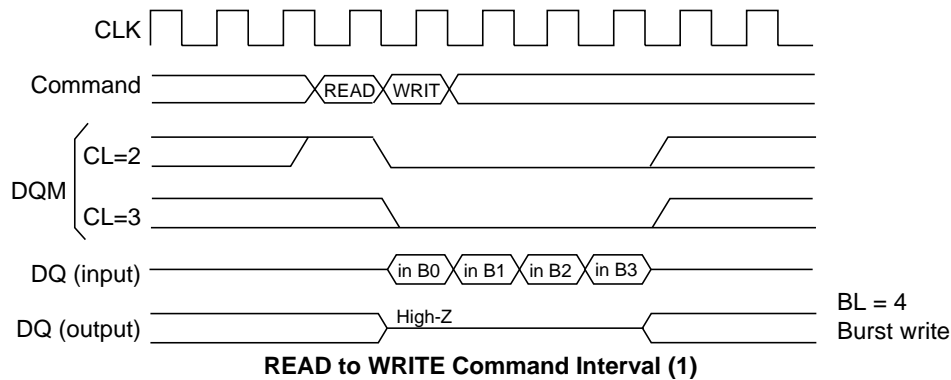 CLK
Command
READ
WRIT
DQM
CL=2
CL=3
DQ (input)
in B0
in B1
in B2
in B3
DQ (output)
High-Z
BL = 4
Burst write
READ to WRITE Command Interval (1)